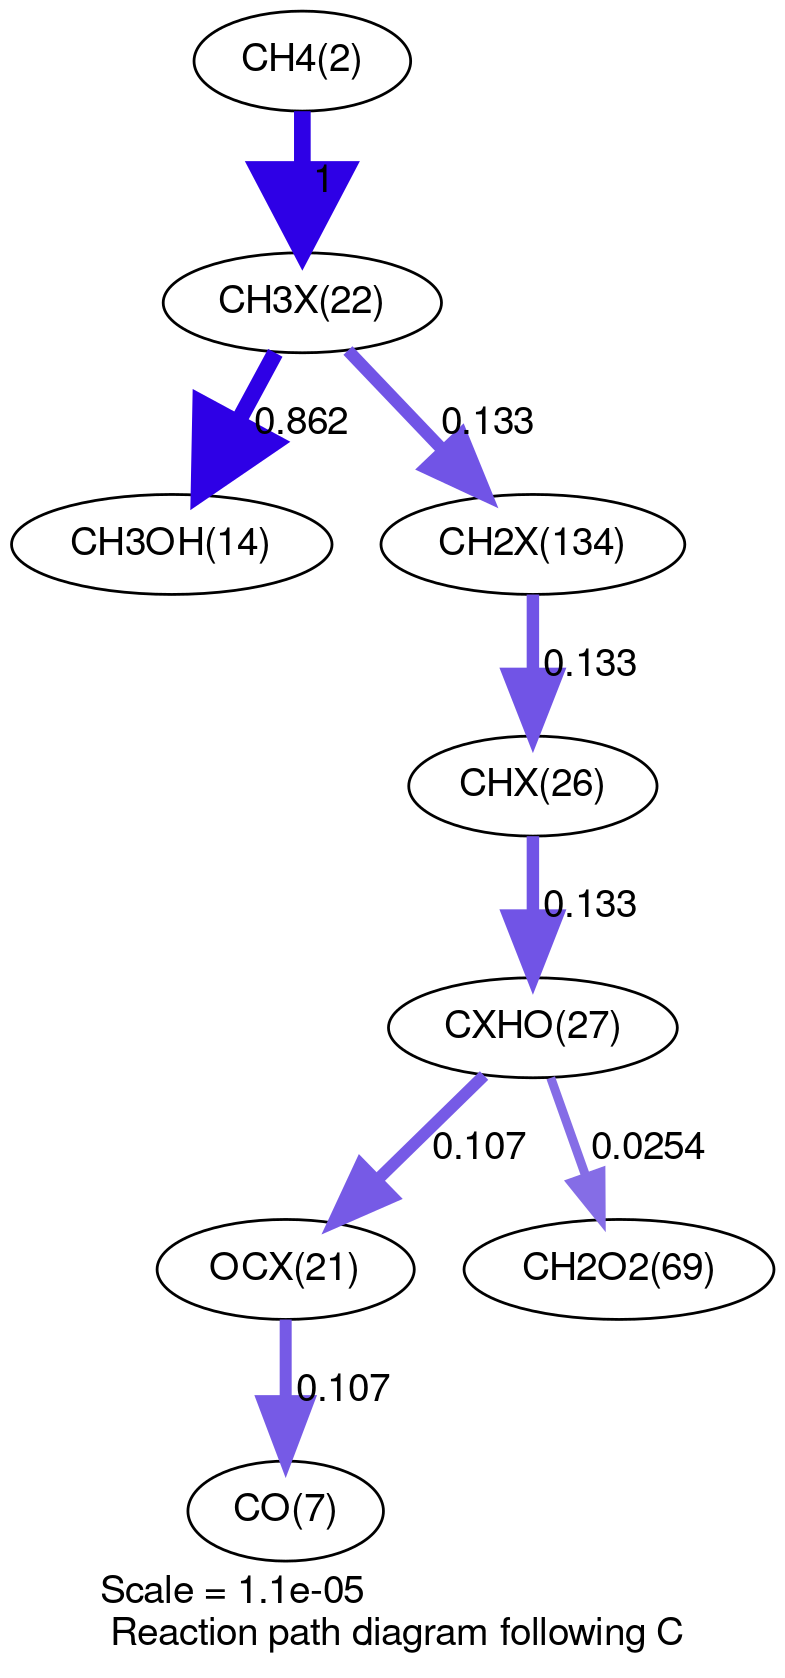 CH4(2)
1
CH3X(22)
0.862
0.133
CH3OH(14)
CH2X(134)
0.133
CHX(26)
0.133
CXHO(27)
0.107
0.0254
OCX(21)
CH2O2(69)
0.107
CO(7)
Scale = 1.1e-05
Reaction path diagram following C